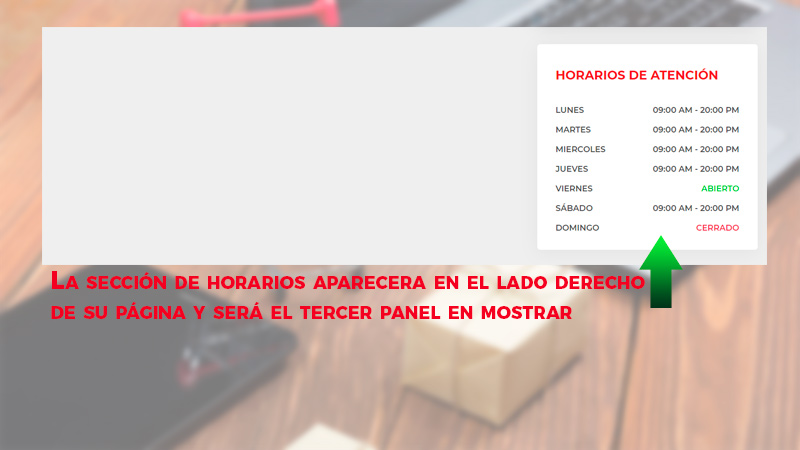 HORARIOS DE ATENCIÓN
LUNES 09:00 AM - 20:00 PM
MARTES 09:00 AM - 20:00 PM
MIERCOLES 09:00 AM - 20:00 PM
JUEVES 09:00 AM - 20:00 PM
VIERNES ABIERTO
SÁBADO 09:00 AM - 20:00 PM
DOMINGO CERRADO
LA SECCIÓN DE HORARIOS APARECERA EN EL LADO DERECHO
DE SU PÁGINA Y SERÁ EL TERCER PANEL EN MOSTRAR